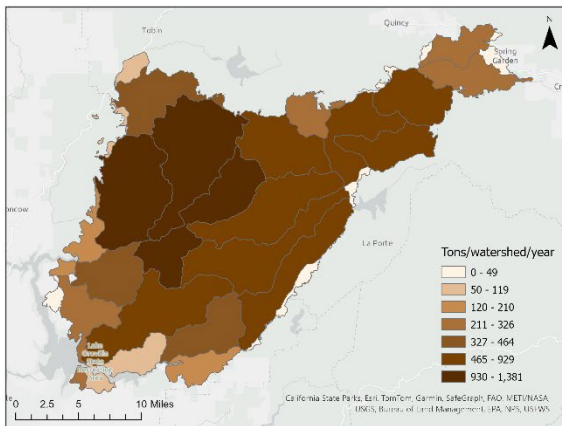 Tobin
Quincy
N
Spring
Garden
Cr
oncow
La Porte
Tons/watershed/year
0 - 49
50 - 119
120 - 210
211 - 326
327 - 464
465 - 929
930 - 1,381
Lake
Oroville
State
0 2.5 5 10 Miles
California State Parks, Esri, TomTom, Garmin, SafeGraph, FAO, METI/NASA,
USGS, Bureau of Land Management, EPA, NPS, USFWS